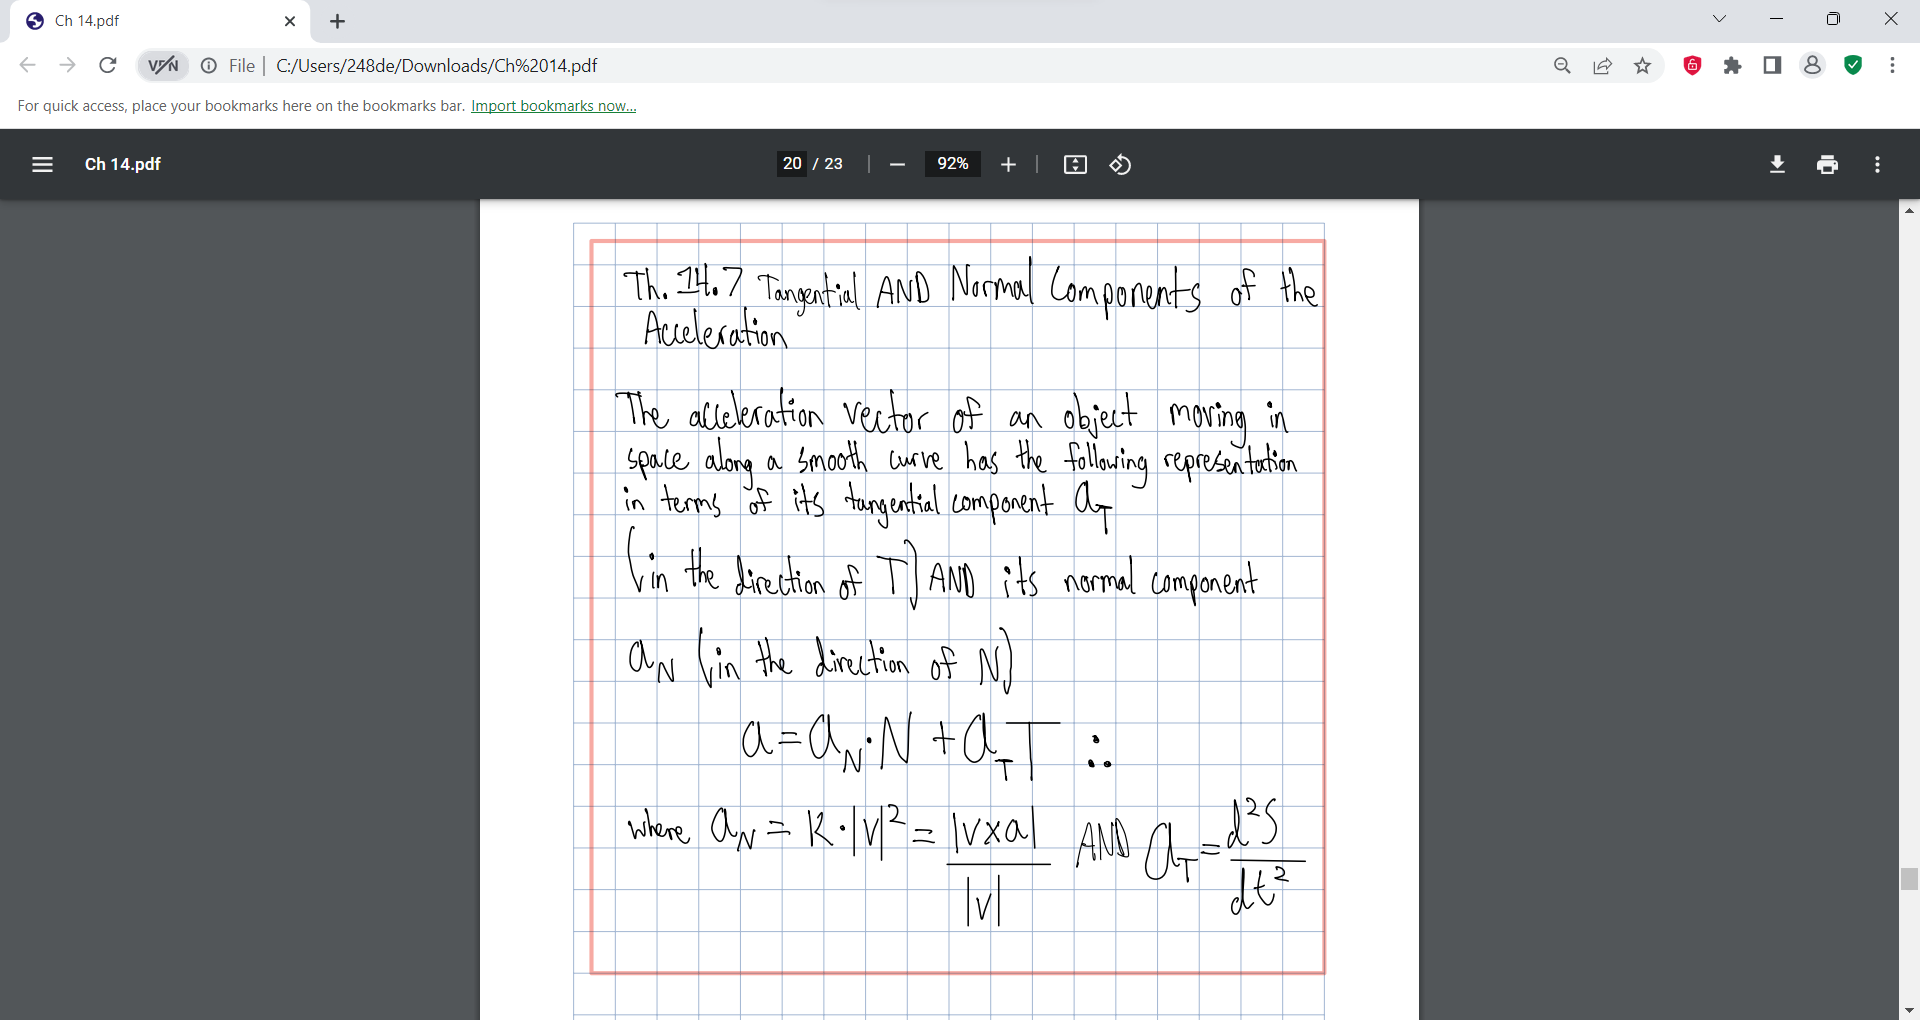 Ch 14.pdf
VPN File C:/Users/248de/Downloads/Ch%2014.pdf
For quick access, place your bookmarks here on the bookmarks bar. Import bookmarks now...
Ch 14.pdf 20 / 23 92%
Th. 14.7 Tangential AND Normal Components of the
Acceleration
The acceleration vector of an object moving in
space along a smooth curve has the following representation
in terms of its tangential component a_T
(in the direction of T) AND its normal component
a_N (in the direction of N)
a = a_N · N + a_T T ∴
where a_N = K·|v|² = |v×a| / |v| AND a_T = d²S / dt²